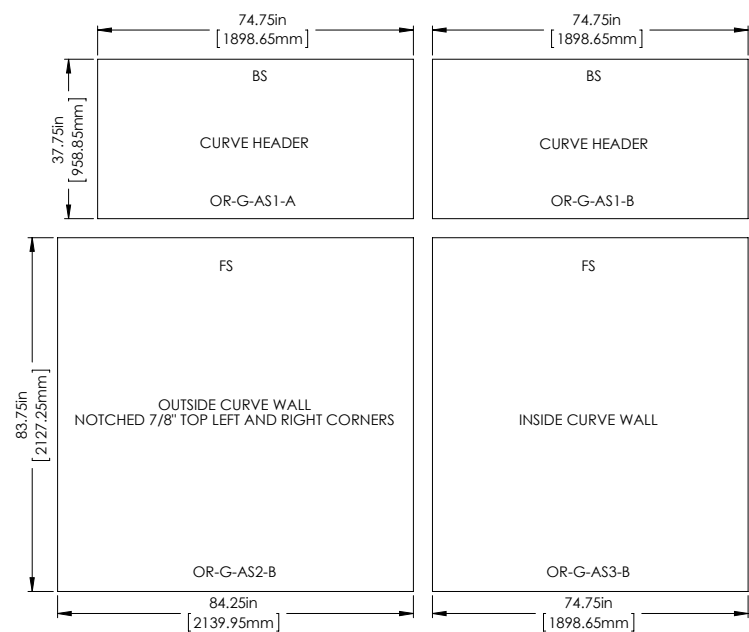 74.75in
[1898.65mm]
74.75in
[1898.65mm]
37.75in
[958.85mm]
BS
CURVE HEADER
OR-G-AS1-A
BS
CURVE HEADER
OR-G-AS1-B
83.75in
[2127.25mm]
FS
OUTSIDE CURVE WALL
NOTCHED 7/8" TOP LEFT AND RIGHT CORNERS
OR-G-AS2-B
FS
INSIDE CURVE WALL
OR-G-AS3-B
84.25in
[2139.95mm]
74.75in
[1898.65mm]